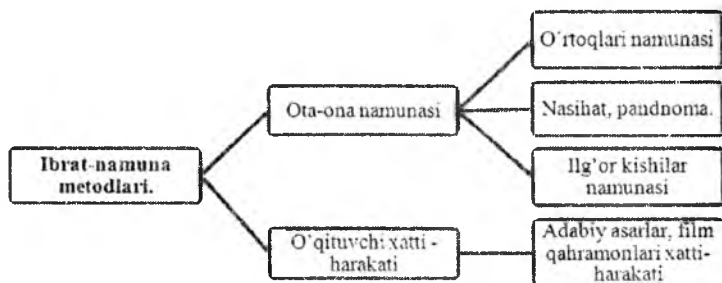 Ibrat-namuna
metodlari.
Ota-ona namunasi
O'qituvchi xatti -
harakati
O'rtoqlari namunasi
Nasihat, pandnoma.
Ilg'or kishilar
namunasi
Adabiy asarlar, film
qahramonlari xatti-
harakati